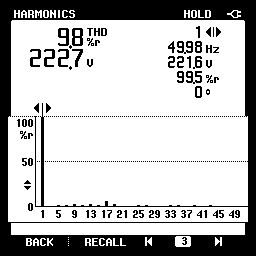 HARMONICS HOLD
9.8 THD %r
222.7 V
1
49.98 Hz
221.6 V
99.5 %r
0 °
100
%r
50
0
1 5 9 13 17 21 25 29 33 37 41 45 49
BACK RECALL 3